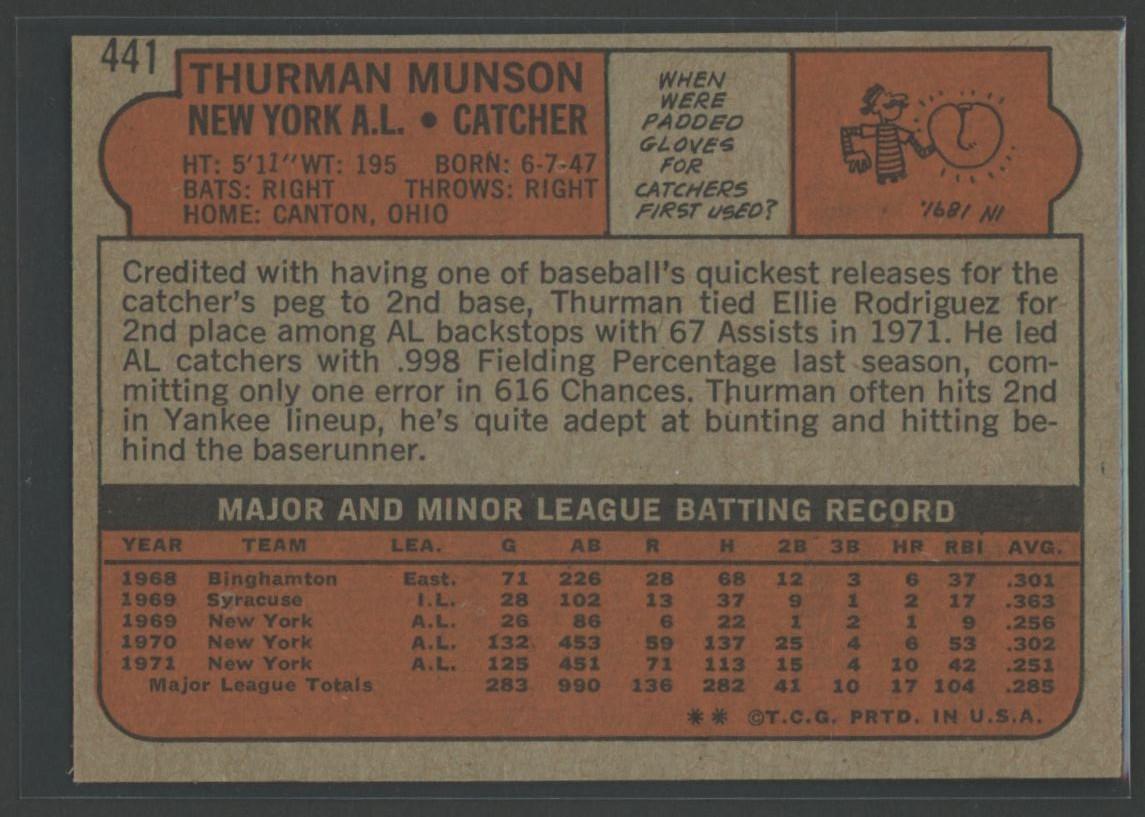 441
THURMAN MUNSON
NEW YORK A.L. • CATCHER
HT: 5'11" WT: 195 BORN: 6-7-47
BATS: RIGHT THROWS: RIGHT
HOME: CANTON, OHIO
WHEN
WERE
PADDED
GLOVES
FOR
CATCHERS
FIRST USED?
IN 1891.
Credited with having one of baseball's quickest releases for the
catcher's peg to 2nd base, Thurman tied Ellie Rodriguez for
2nd place among AL backstops with 67 Assists in 1971. He led
AL catchers with .998 Fielding Percentage last season, com-
mitting only one error in 616 Chances. Thurman often hits 2nd
in Yankee lineup, he's quite adept at bunting and hitting be-
hind the baserunner.
MAJOR AND MINOR LEAGUE BATTING RECORD
YEAR TEAM LEA. G AB R H 2B 3B HR RBI AVG.
1968 Binghamton East. 71 226 28 68 12 3 6 37 .301
1969 Syracuse I.L. 28 102 13 37 9 1 2 17 .363
1969 New York A.L. 26 86 6 22 1 2 1 9 .256
1970 New York A.L. 132 453 59 137 25 4 6 53 .302
1971 New York A.L. 125 451 71 113 15 4 10 42 .251
Major League Totals 283 990 136 282 41 10 17 104 .285
** ©T.C.G. PRTD. IN U.S.A.